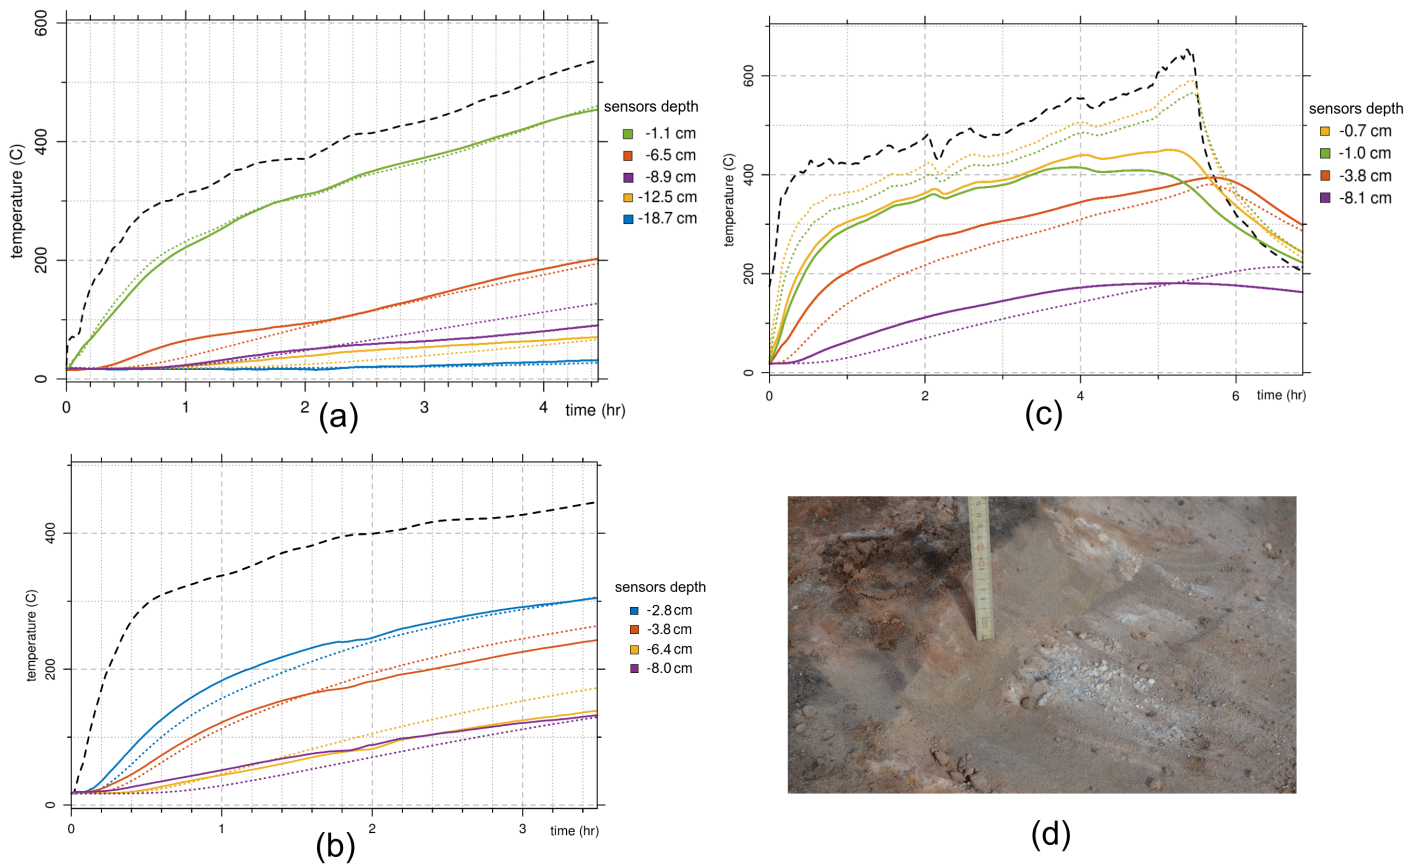 600
400
200
0
temperature (C)
0 1 2 3 4 time (hr)
sensors depth
-1.1 cm
-6.5 cm
-8.9 cm
-12.5 cm
-18.7 cm
(a)
600
400
200
0
temperature (C)
0 2 4 6 time (hr)
sensors depth
-0.7 cm
-1.0 cm
-3.8 cm
-8.1 cm
(c)
400
200
0
temperature (C)
0 1 2 3 time (hr)
sensors depth
-2.8 cm
-3.8 cm
-6.4 cm
-8.0 cm
(b)
(d)